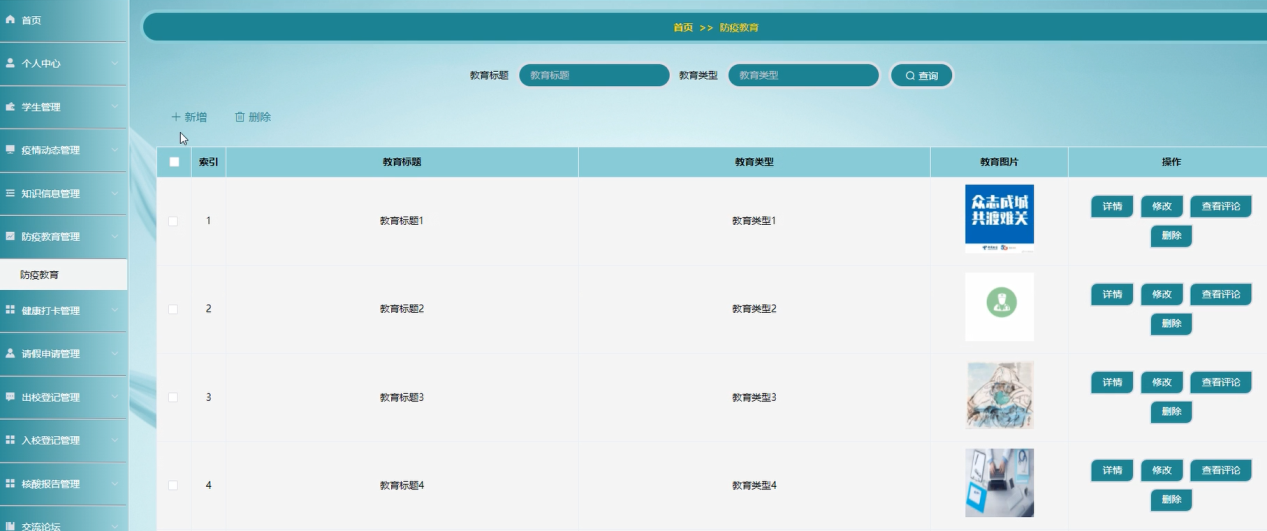 首页
个人中心
学生管理
疫情动态管理
知识信息管理
防疫教育管理
防疫教育
健康打卡管理
请假申请管理
出校登记管理
入校登记管理
核酸报告管理
交流论坛
首页 >> 防疫教育
教育标题 教育标题 教育类型 教育类型 查询
新增 删除
索引 教育标题 教育类型 教育图片 操作
1 教育标题1 教育类型1 众志成城 共渡难关 详情 修改 查看评论 删除
2 教育标题2 教育类型2 详情 修改 查看评论 删除
3 教育标题3 教育类型3 详情 修改 查看评论 删除
4 教育标题4 教育类型4 详情 修改 查看评论 删除